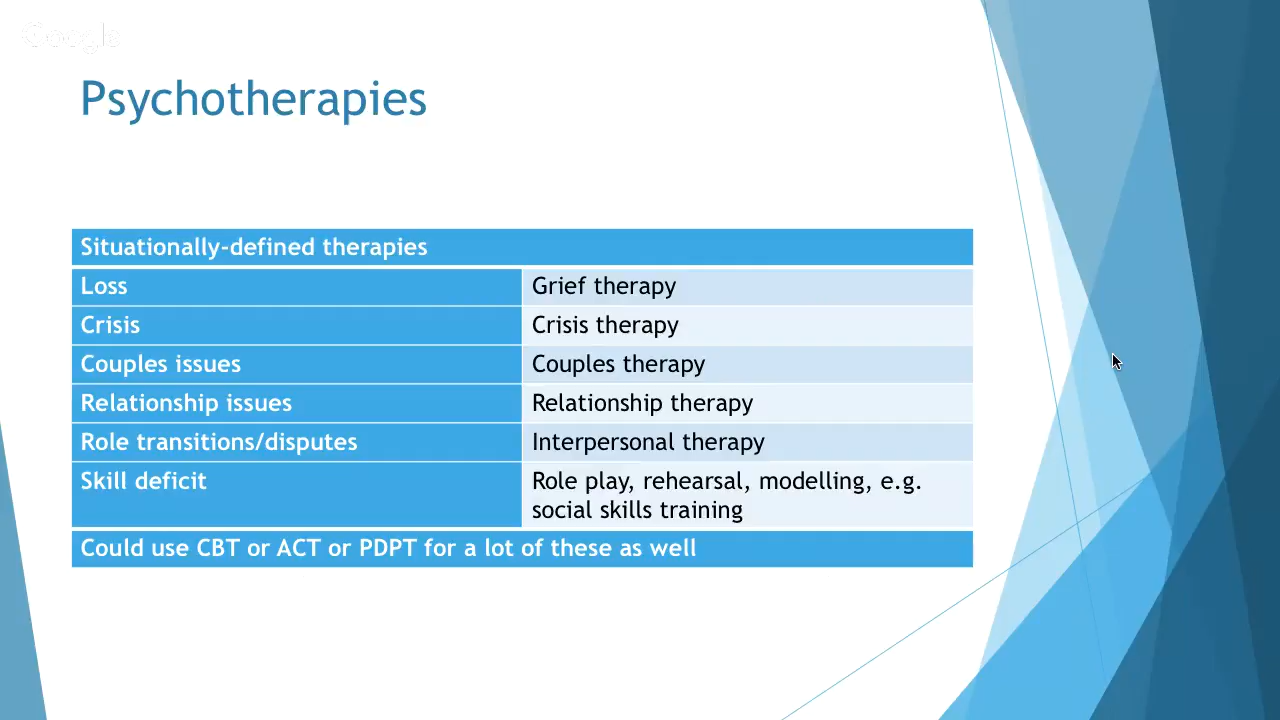 Google
Psychotherapies
Situationally-defined therapies
Loss Grief therapy
Crisis Crisis therapy
Couples issues Couples therapy
Relationship issues Relationship therapy
Role transitions/disputes Interpersonal therapy
Skill deficit Role play, rehearsal, modelling, e.g.
social skills training
Could use CBT or ACT or PDPT for a lot of these as well